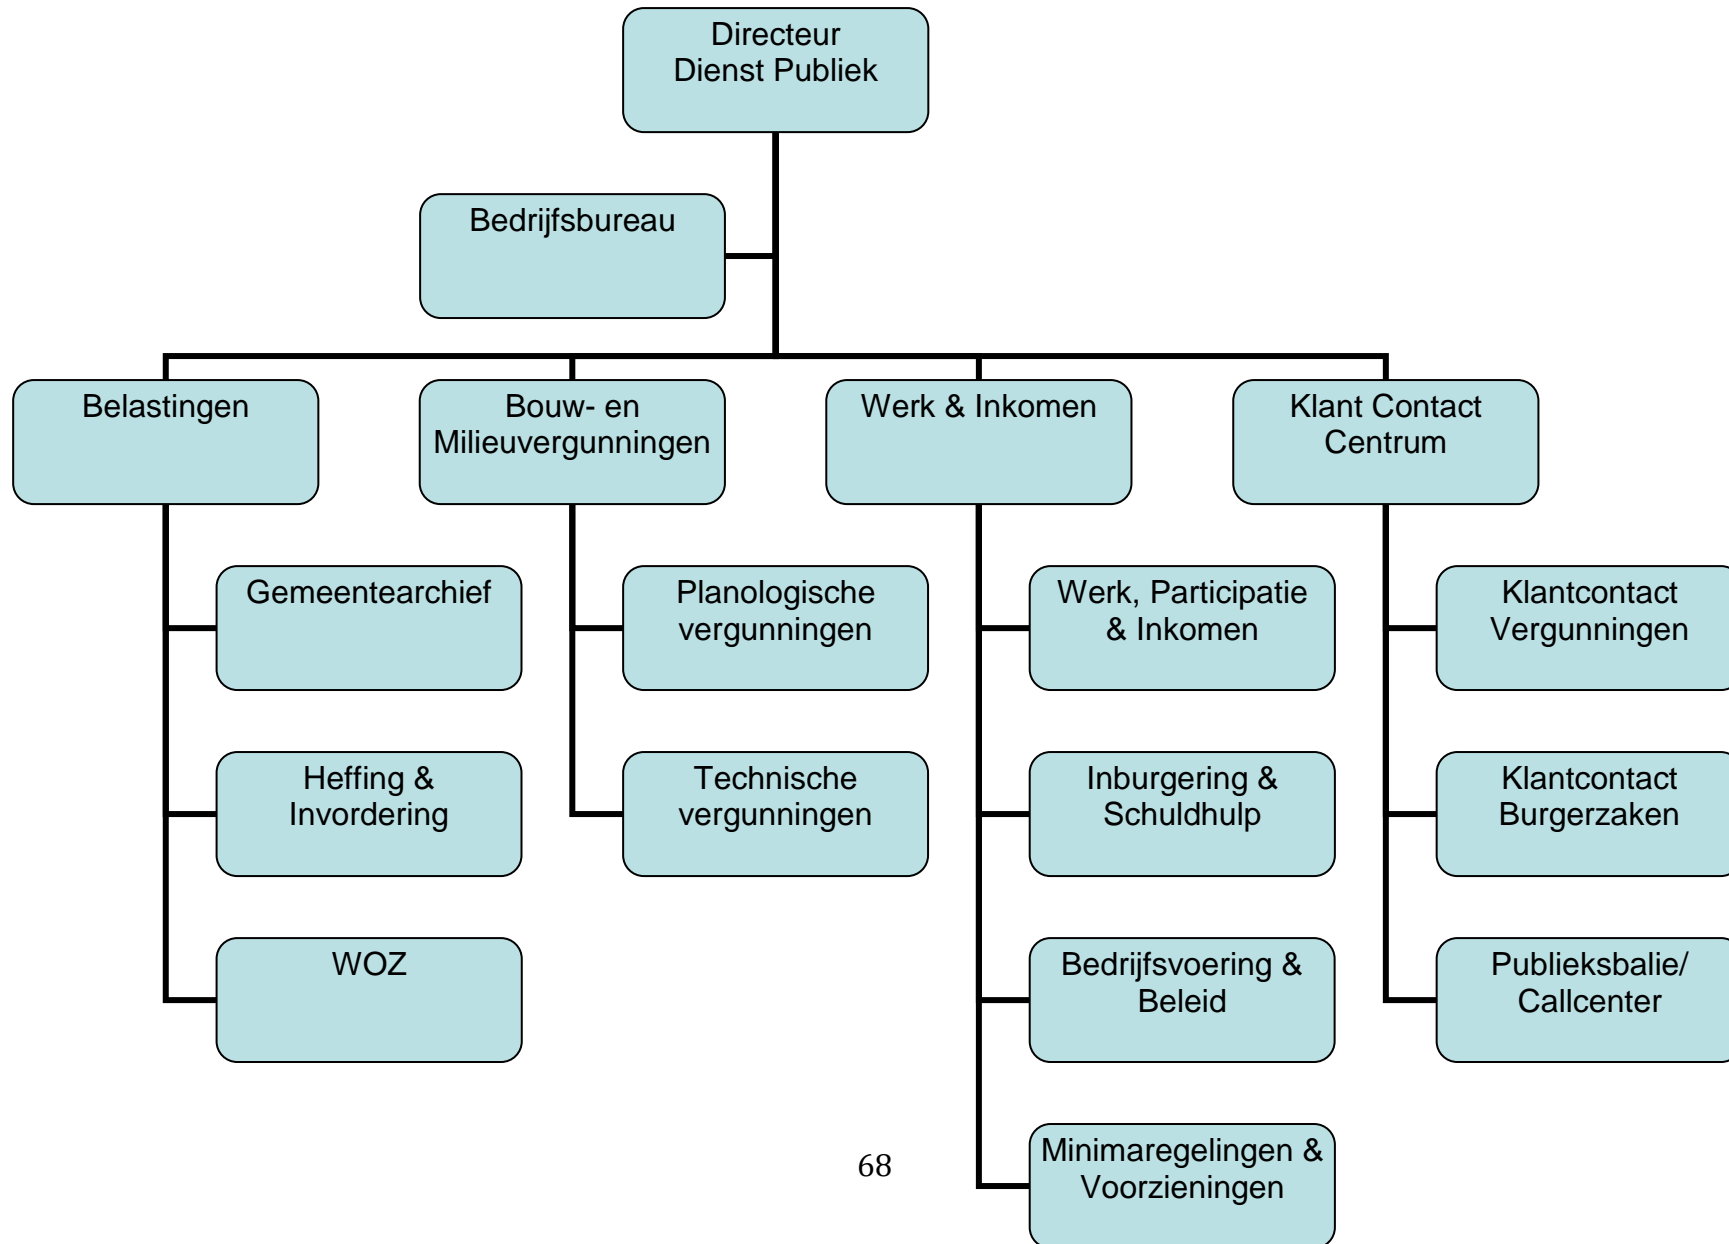 Directeur
Dienst Publiek
Bedrijfsbureau
Belastingen
Bouw- en
Milieuvergunningen
Werk & Inkomen
Klant Contact
Centrum
Gemeentearchief
Planologische
vergunningen
Werk, Participatie
& Inkomen
Klantcontact
Vergunningen
Heffing &
Invordering
Technische
vergunningen
Inburgering &
Schuldhulp
Klantcontact
Burgerzaken
WOZ
Bedrijfsvoering &
Beleid
Publieksbalie/
Callcenter
Minimaregelingen &
Voorzieningen
68